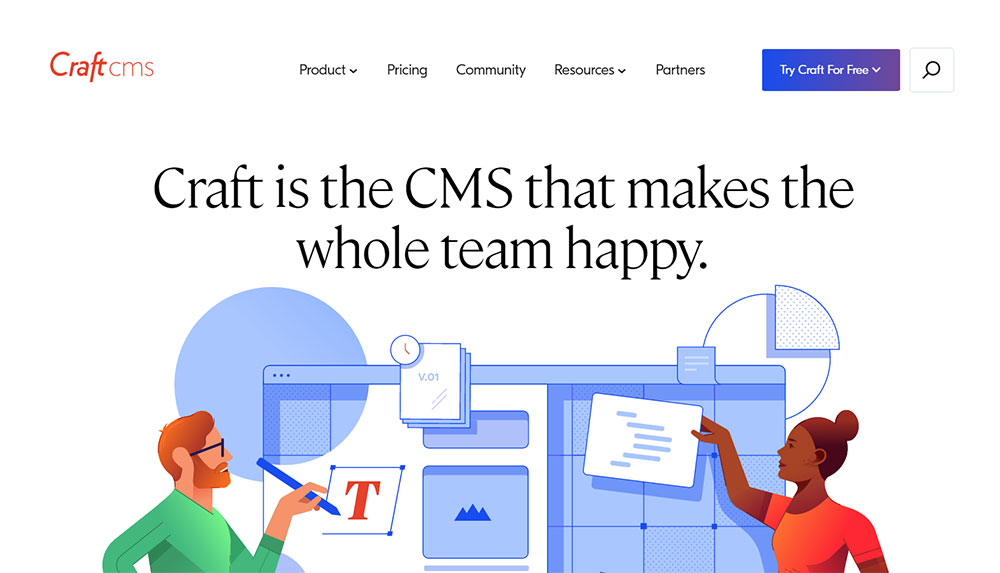 Craft cms
Product
Pricing
Community
Resources
Partners
Try Craft For Free
Craft is the CMS that makes the
whole team happy.
V.01
T